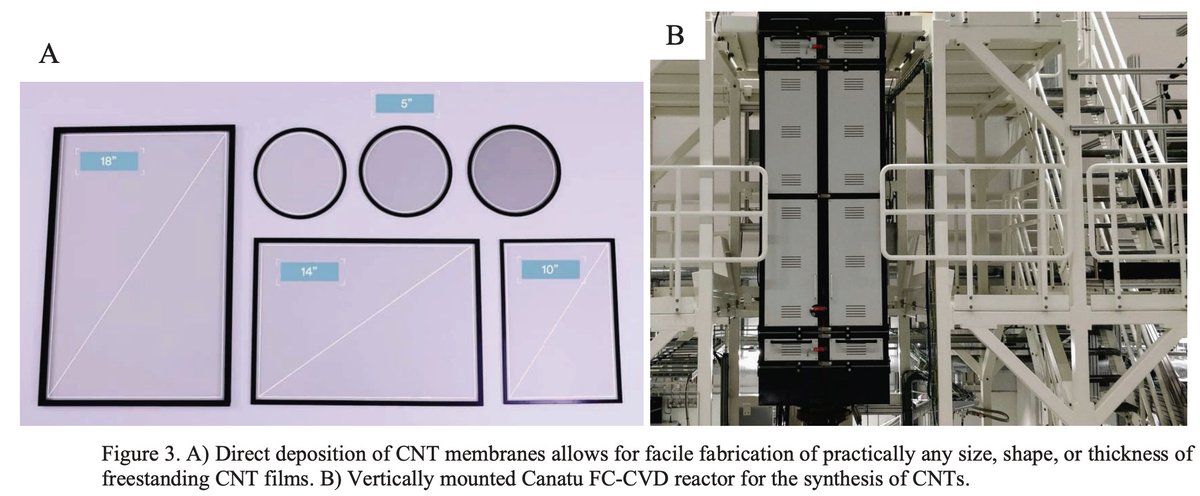 A
B
5”
18”
14”
10”
Figure 3. A) Direct deposition of CNT membranes allows for facile fabrication of practically any size, shape, or thickness of
freestanding CNT films. B) Vertically mounted Canatu FC-CVD reactor for the synthesis of CNTs.